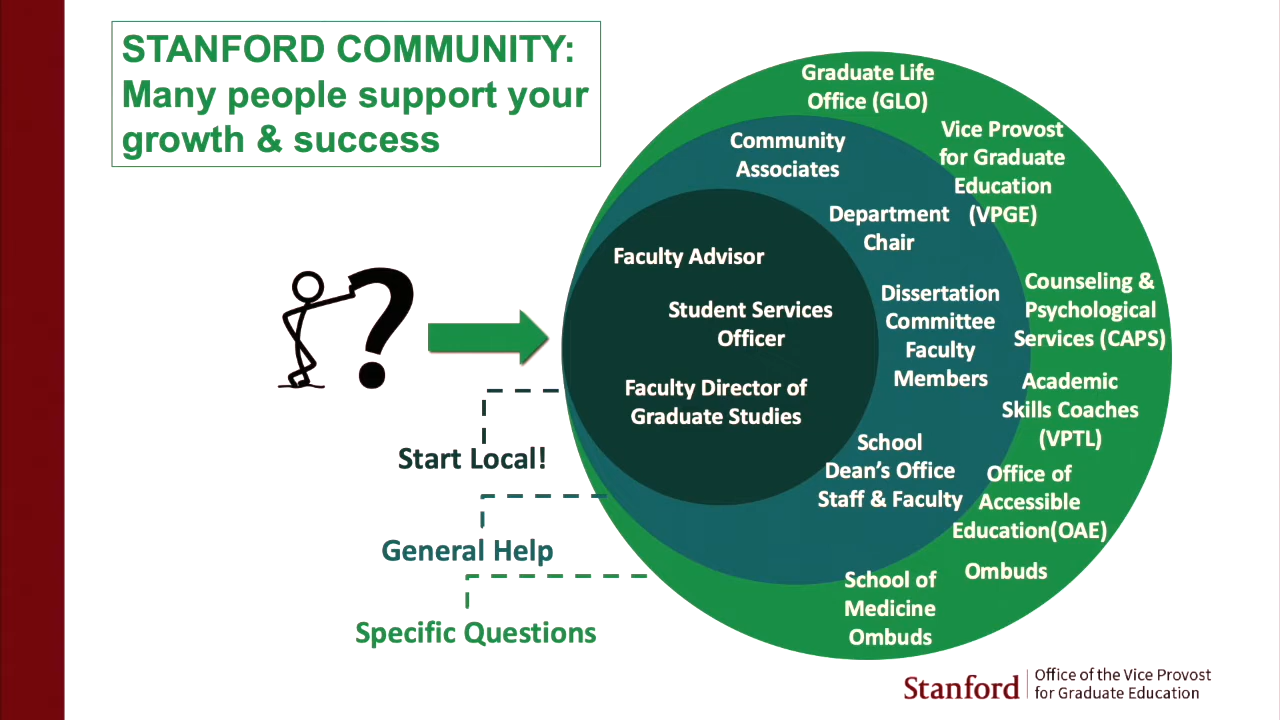 STANFORD COMMUNITY:
Many people support your
growth & success
Graduate Life
Office (GLO)
Vice Provost
for Graduate
Education
(VPGE)
Community
Associates
Department
Chair
Faculty Advisor
Student Services
Officer
Faculty Director of
Graduate Studies
Dissertation
Committee
Faculty
Members
Counseling &
Psychological
Services (CAPS)
Academic
Skills Coaches
(VPTL)
School
Dean’s Office
Staff & Faculty
Office of
Accessible
Education(OAE)
Ombuds
School of
Medicine
Ombuds
?
Start Local!
General Help
Specific Questions
Stanford
Office of the Vice Provost
for Graduate Education